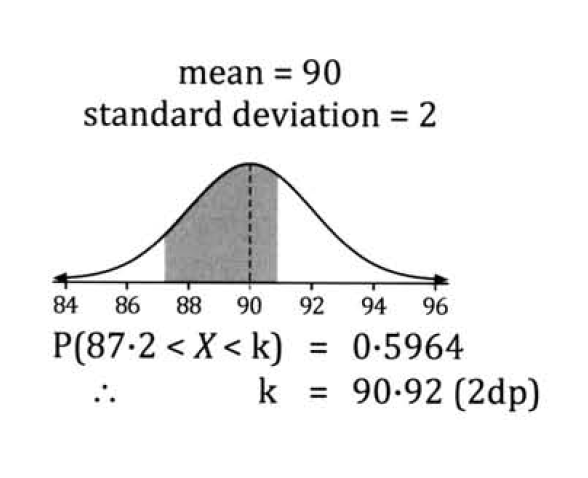 mean = 90
standard deviation = 2
84 86 88 90 92 94 96
P(87·2 < X < k) = 0·5964
∴ k = 90·92 (2dp)